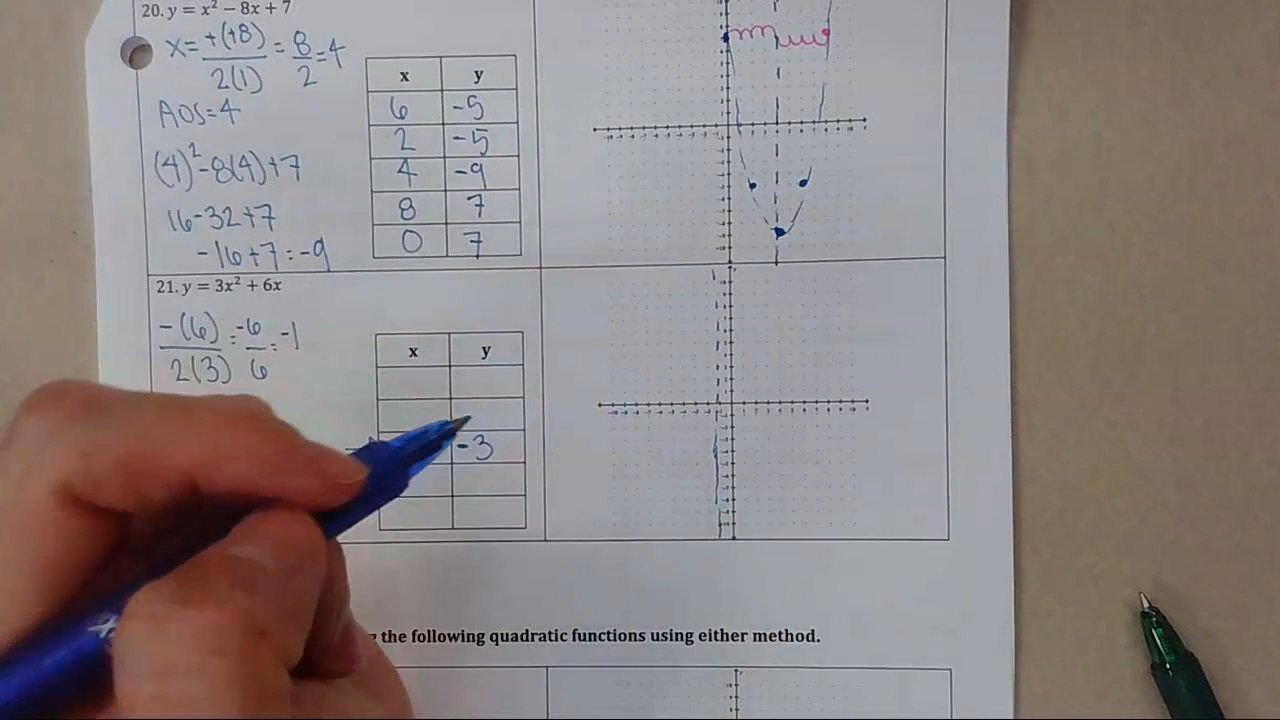 20. y = x² − 8x + 7
x = +(+8) / 2(1) = 8/2 = 4
AOS = 4
(4)² - 8(4) + 7
16 - 32 + 7
-16 + 7 = -9
x y
6 -5
2 -5
4 -9
8 7
0 7
21. y = 3x² + 6x
-(6) / 2(3) = -6/6 = -1
x y
-3
the following quadratic functions using either method.